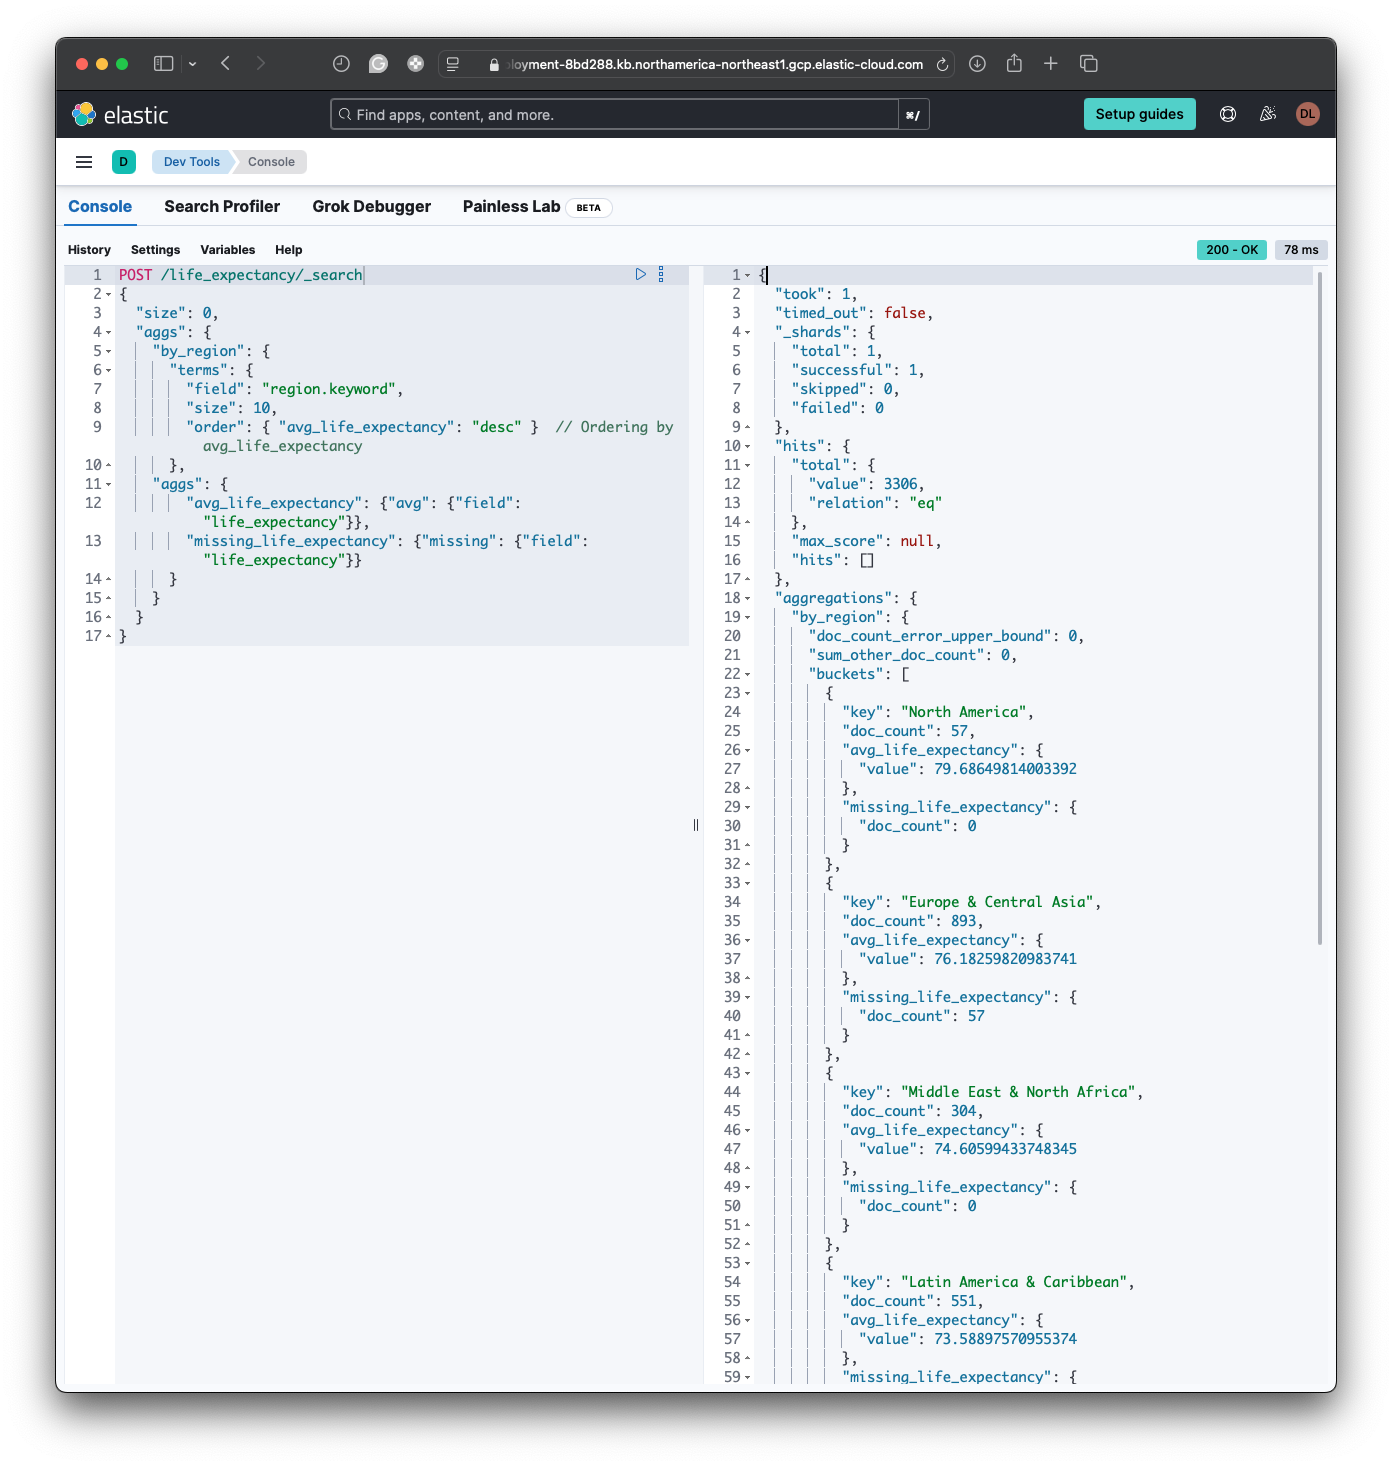 loyment-8bd288.kb.northamerica-northeast1.gcp.elastic-cloud.com
elastic
Find apps, content, and more.
⌘/
Setup guides
DL
D
Dev Tools
Console
Console
Search Profiler
Grok Debugger
Painless Lab
BETA
History
Settings
Variables
Help
200 - OK
78 ms
1 POST /life_expectancy/_search
2 {
3 "size": 0,
4 "aggs": {
5 "by_region": {
6 "terms": {
7 "field": "region.keyword",
8 "size": 10,
9 "order": { "avg_life_expectancy": "desc" } // Ordering by
avg_life_expectancy
10 },
11 "aggs": {
12 "avg_life_expectancy": {"avg": {"field":
"life_expectancy"}},
13 "missing_life_expectancy": {"missing": {"field":
"life_expectancy"}}
14 }
15 }
16 }
17 }
1 {
2 "took": 1,
3 "timed_out": false,
4 "_shards": {
5 "total": 1,
6 "successful": 1,
7 "skipped": 0,
8 "failed": 0
9 },
10 "hits": {
11 "total": {
12 "value": 3306,
13 "relation": "eq"
14 },
15 "max_score": null,
16 "hits": []
17 },
18 "aggregations": {
19 "by_region": {
20 "doc_count_error_upper_bound": 0,
21 "sum_other_doc_count": 0,
22 "buckets": [
23 {
24 "key": "North America",
25 "doc_count": 57,
26 "avg_life_expectancy": {
27 "value": 79.68649814003392
28 },
29 "missing_life_expectancy": {
30 "doc_count": 0
31 }
32 },
33 {
34 "key": "Europe & Central Asia",
35 "doc_count": 893,
36 "avg_life_expectancy": {
37 "value": 76.18259820983741
38 },
39 "missing_life_expectancy": {
40 "doc_count": 57
41 }
42 },
43 {
44 "key": "Middle East & North Africa",
45 "doc_count": 304,
46 "avg_life_expectancy": {
47 "value": 74.60599433748345
48 },
49 "missing_life_expectancy": {
50 "doc_count": 0
51 }
52 },
53 {
54 "key": "Latin America & Caribbean",
55 "doc_count": 551,
56 "avg_life_expectancy": {
57 "value": 73.58897570955374
58 },
59 "missing_life_expectancy": {